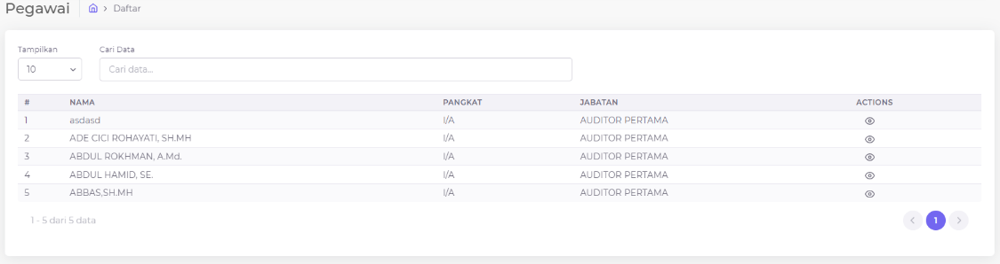 Pegawai > Daftar
Tampilkan Cari Data
10 Cari data...
# NAMA PANGKAT JABATAN ACTIONS
1 asdasd I/A AUDITOR PERTAMA
2 ADE CICI ROHAYATI, SH.MH I/A AUDITOR PERTAMA
3 ABDUL ROKHMAN, A.Md. I/A AUDITOR PERTAMA
4 ABDUL HAMID, SE. I/A AUDITOR PERTAMA
5 ABBAS,SH.MH I/A AUDITOR PERTAMA
1 - 5 dari 5 data < 1 >